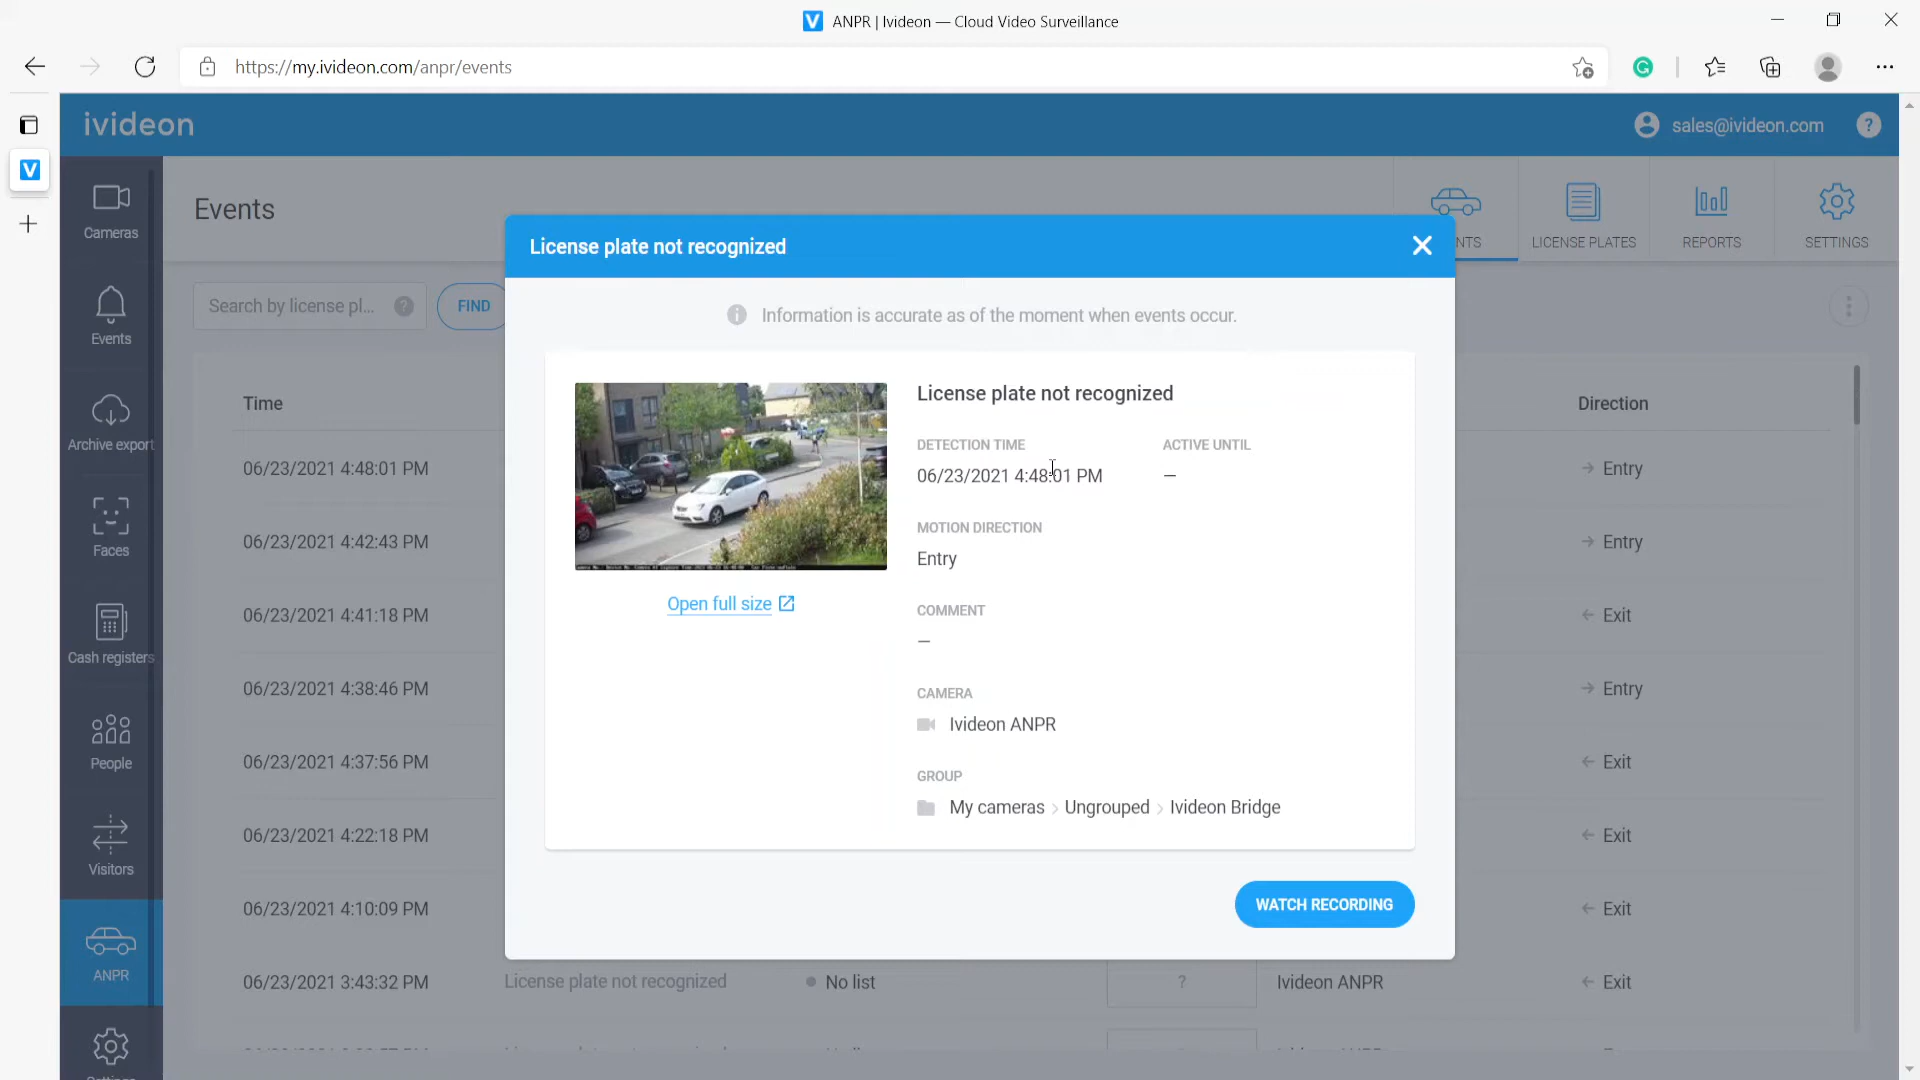 ANPR | Ivideon — Cloud Video Surveillance
https://my.ivideon.com/anpr/events
ivideon
sales@ivideon.com
Cameras
Events
Archive export
Faces
Cash registers
People
Visitors
ANPR
Events
NTS
LICENSE PLATES
REPORTS
SETTINGS
Search by license pl...
?
FIND
Time
Direction
06/23/2021 4:48:01 PM
Entry
06/23/2021 4:42:43 PM
Entry
06/23/2021 4:41:18 PM
Exit
06/23/2021 4:38:46 PM
Entry
06/23/2021 4:37:56 PM
Exit
06/23/2021 4:22:18 PM
Exit
06/23/2021 4:10:09 PM
Exit
06/23/2021 3:43:32 PM License plate not recognized No list ? Ivideon ANPR Exit
License plate not recognized
Information is accurate as of the moment when events occur.
Open full size
License plate not recognized
DETECTION TIME
06/23/2021 4:48:01 PM
ACTIVE UNTIL
—
MOTION DIRECTION
Entry
COMMENT
—
CAMERA
Ivideon ANPR
GROUP
My cameras > Ungrouped > Ivideon Bridge
WATCH RECORDING